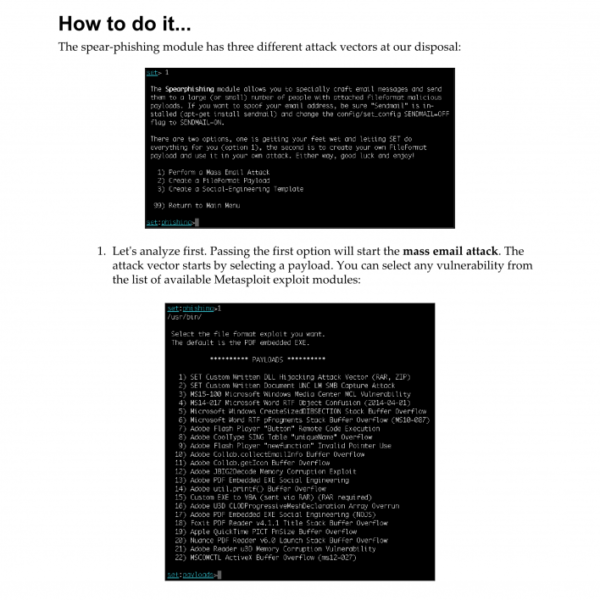 How to do it...
The spear-phishing module has three different attack vectors at our disposal:
set> 1
The Spearphishing module allows you to specially craft email messages and send
them to a large (or small) number of people with attached fileformat malicious
payloads. If you want to spoof your email address, be sure "Sendmail" is in-
stalled (apt-get install sendmail) and change the config/set_config SENDMAIL=OFF
flag to SENDMAIL=ON.
There are two options, one is getting your feet wet and letting SET do
everything for you (option 1), the second is to create your own FileFormat
payload and use it in your own attack. Either way, good luck and enjoy!
1) Perform a Mass Email Attack
2) Create a FileFormat Payload
3) Create a Social-Engineering Template
99) Return to Main Menu
set:phishing>
1. Let's analyze first. Passing the first option will start the mass email attack. The
attack vector starts by selecting a payload. You can select any vulnerability from
the list of available Metasploit exploit modules:
set:phishing>1
/usr/bin/
Select the file format exploit you want.
The default is the PDF embedded EXE.
********** PAYLOADS **********
1) SET Custom Written DLL Hijacking Attack Vector (RAR, ZIP)
2) SET Custom Written Document UNC LM SMB Capture Attack
3) MS15-100 Microsoft Windows Media Center MCL Vulnerability
4) MS14-017 Microsoft Word RTF Object Confusion (2014-04-01)
5) Microsoft Windows CreateSizedDIBSECTION Stack Buffer Overflow
6) Microsoft Word RTF pFragments Stack Buffer Overflow (MS10-087)
7) Adobe Flash Player "Button" Remote Code Execution
8) Adobe CoolType SING Table "uniqueName" Overflow
9) Adobe Flash Player "newfunction" Invalid Pointer Use
10) Adobe Collab.collectEmailInfo Buffer Overflow
11) Adobe Collab.getIcon Buffer Overflow
12) Adobe JBIG2Decode Memory Corruption Exploit
13) Adobe PDF Embedded EXE Social Engineering
14) Adobe util.printf() Buffer Overflow
15) Custom EXE to VBA (sent via RAR) (RAR required)
16) Adobe U3D CLODProgressiveMeshDeclaration Array Overrun
17) Adobe PDF Embedded EXE Social Engineering (NOJS)
18) Foxit PDF Reader v4.1.1 Title Stack Buffer Overflow
19) Apple QuickTime PICT PnSize Buffer Overflow
20) Nuance PDF Reader v6.0 Launch Stack Buffer Overflow
21) Adobe Reader u3D Memory Corruption Vulnerability
22) MSCOMCTL ActiveX Buffer Overflow (ms12-027)
set:payloads>